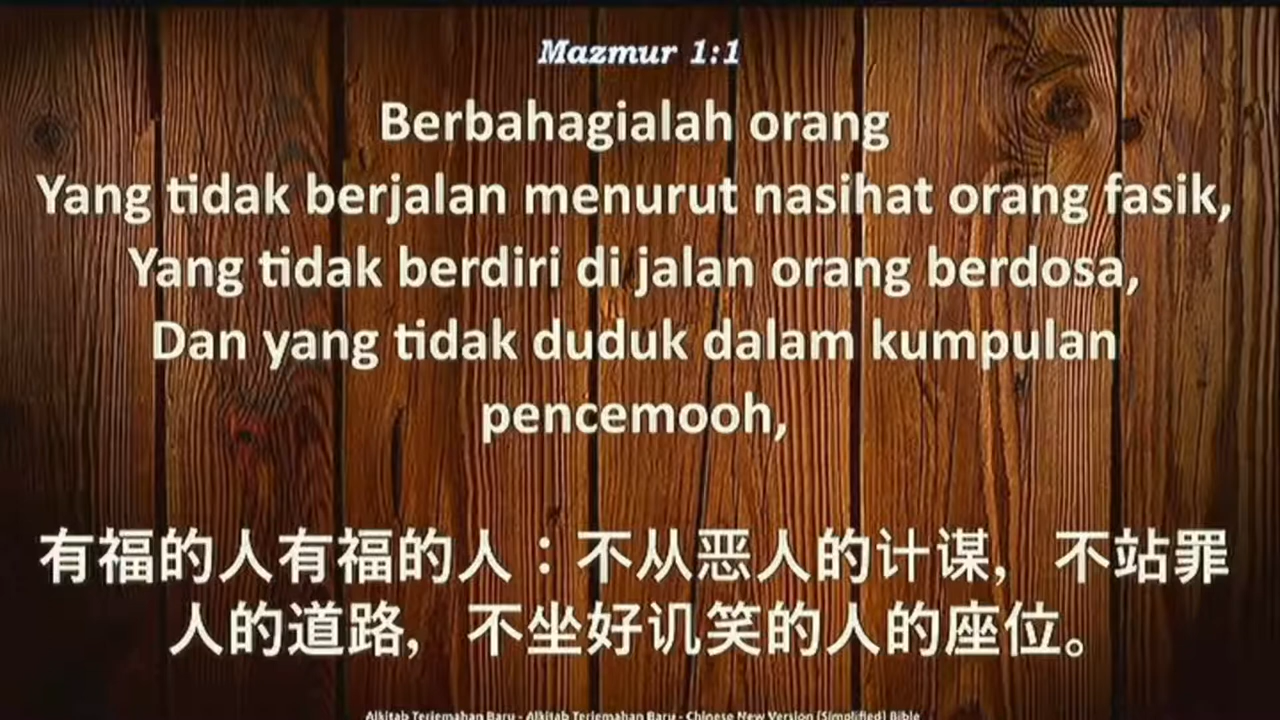 Mazmur 1:1
Berbahagialah orang
Yang tidak berjalan menurut nasihat orang fasik,
Yang tidak berdiri di jalan orang berdosa,
Dan yang tidak duduk dalam kumpulan
pencemooh,
有福的人有福的人：不从恶人的计谋， 不站罪
人的道路， 不坐好讥笑的人的座位。
Alkitab Terjemahan Baru - Alkitab Terjemahan Baru - Chinese New Version (Simplified) Bible